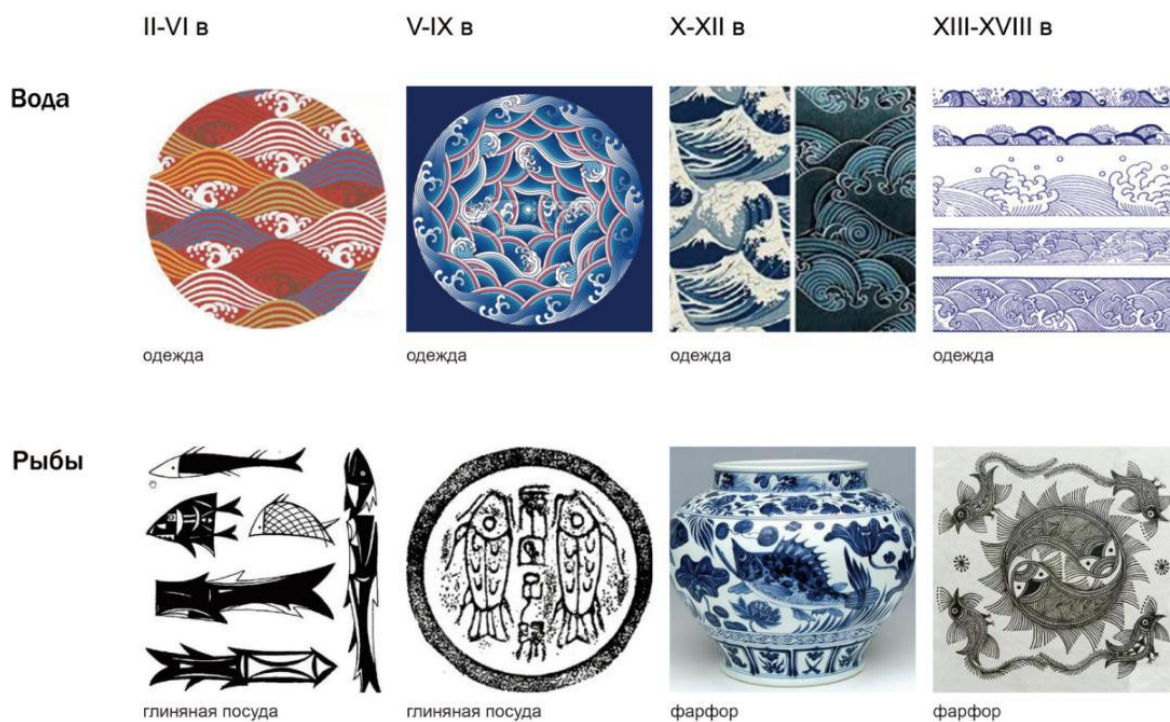 II-VI в
V-IX в
X-XII в
XIII-XVIII в
Вода
одежда
одежда
одежда
одежда
Рыбы
глиняная посуда
глиняная посуда
фарфор
фарфор